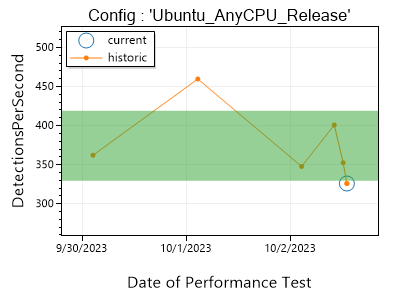 Config : 'Ubuntu_AnyCPU_Release'
current
historic
DetectionsPerSecond
500
450
400
350
300
9/30/2023
10/1/2023
10/2/2023
Date of Performance Test